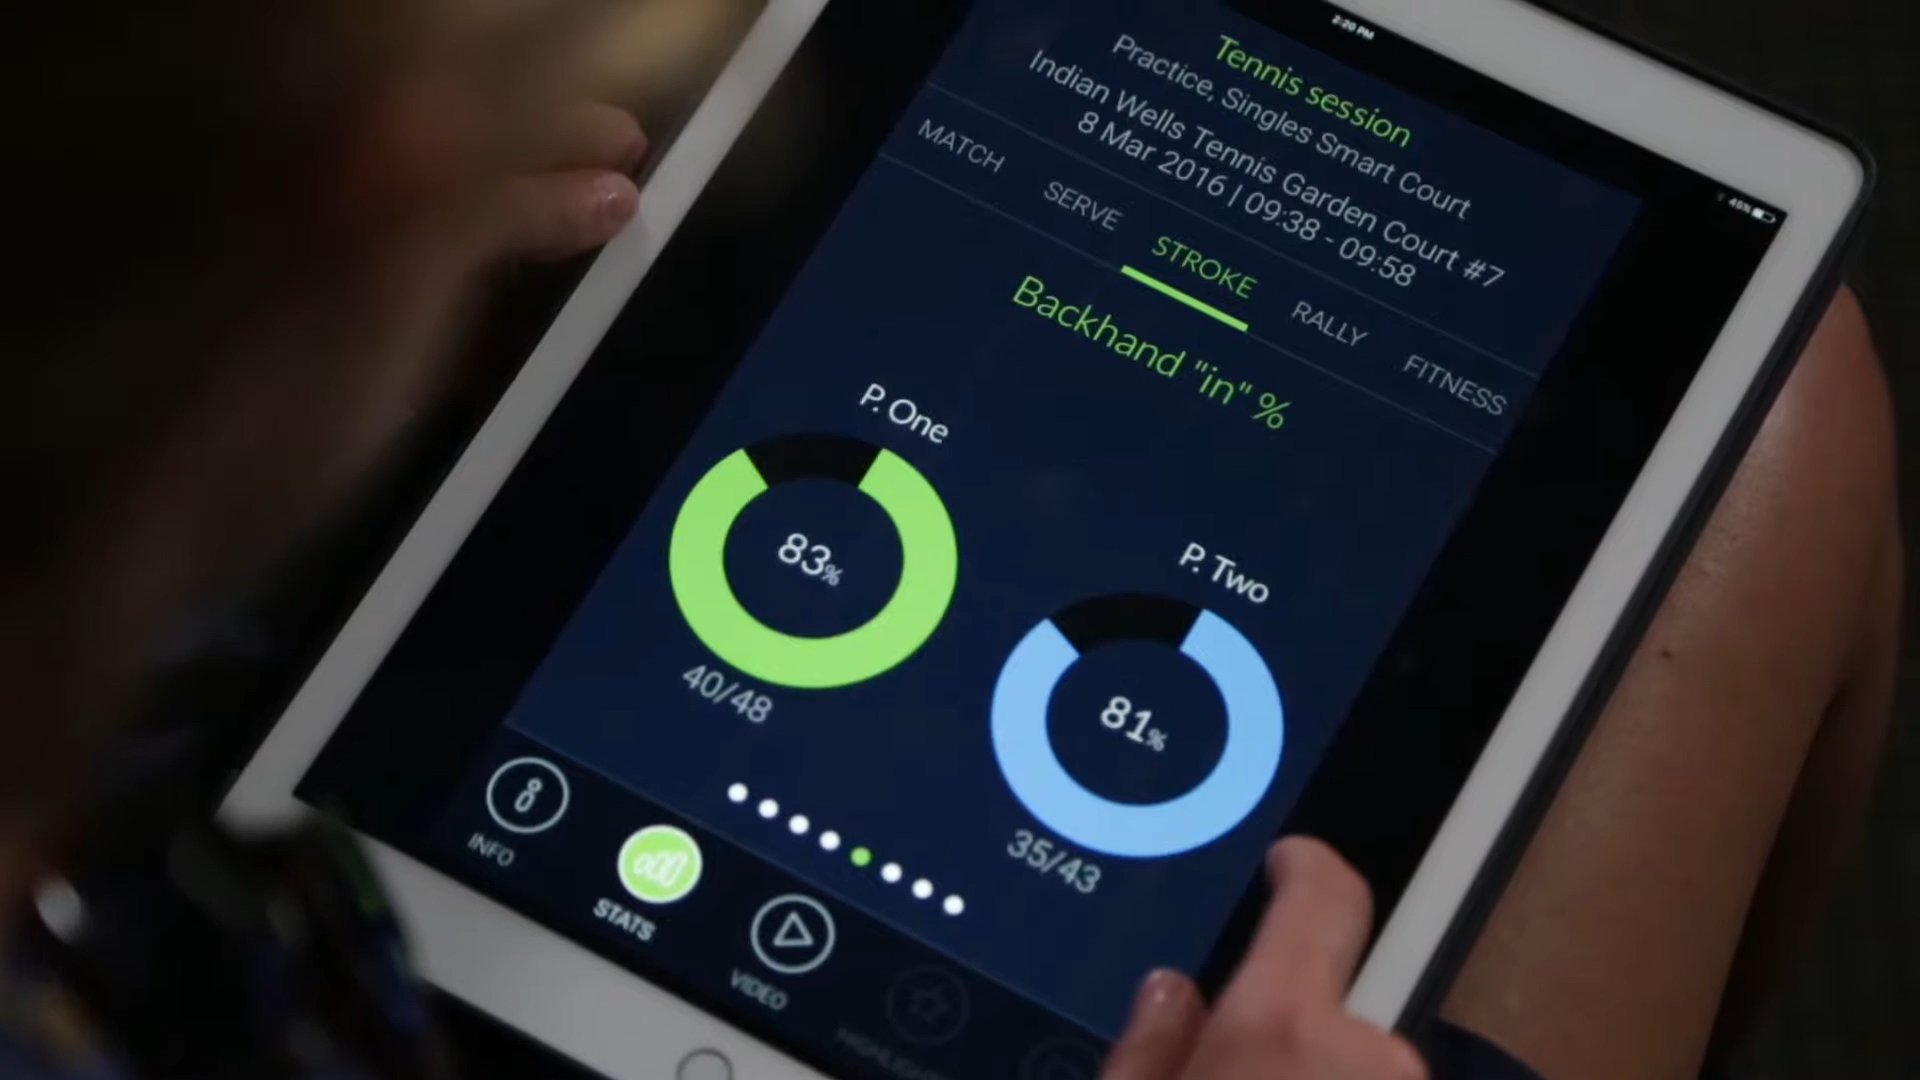 2:20 PM
45%
Tennis session
Practice, Singles Smart Court
Indian Wells Tennis Garden Court #7
8 Mar 2016 | 09:38 - 09:58
MATCH SERVE STROKE RALLY FITNESS
Backhand "in" %
P. One
83%
40/48
P. Two
81%
35/43
INFO
STATS
VIDEO